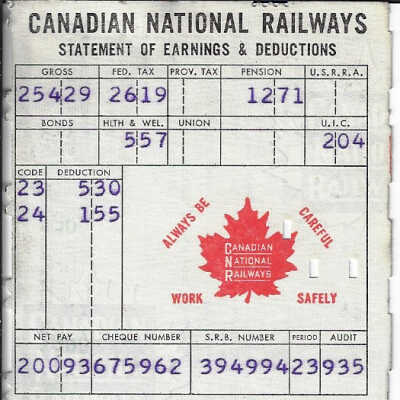 CANADIAN NATIONAL RAILWAYS
STATEMENT OF EARNINGS & DEDUCTIONS
GROSS FED. TAX PROV. TAX PENSION U.S.R.R.A.
25429 2619 1271
BONDS HLTH & WEL. UNION U.I.C.
557 204
CODE DEDUCTION
23 530
24 155
ALWAYS BE CAREFUL
CANADIAN
NATIONAL
RAILWAYS
WORK SAFELY
NET PAY CHEQUE NUMBER S.R.B. NUMBER PERIOD AUDIT
20093 675962 394994 23 935